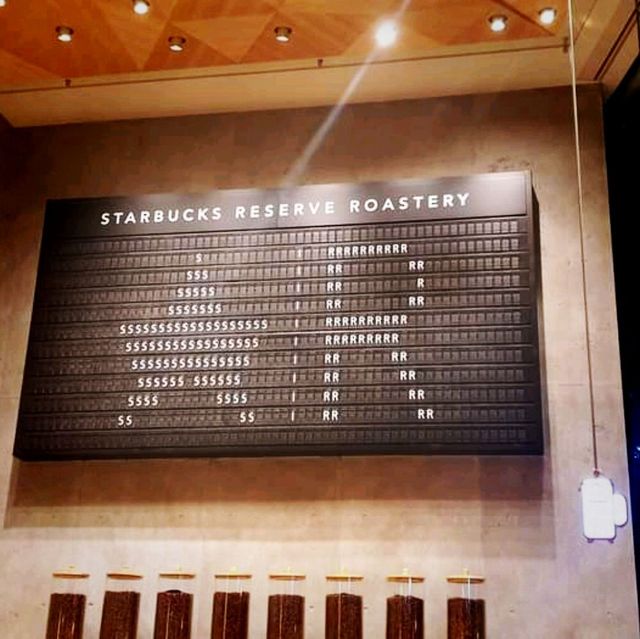 STARBUCKS RESERVE ROASTERY
S | RRRRRRRRRR
SSS | RR RR
SSSSS | RR R
SSSSSSS | RR RR
SSSSSSSSSSSSSSSSSSS | RRRRRRRRRR
SSSSSSSSSSSSSSSSS | RRRRRRRRR
SSSSSSSSSSSSSSS | RR RR
SSSSSS SSSSSS | RR RR
SSSS SSSS | RR RR
SS SS | RR RR